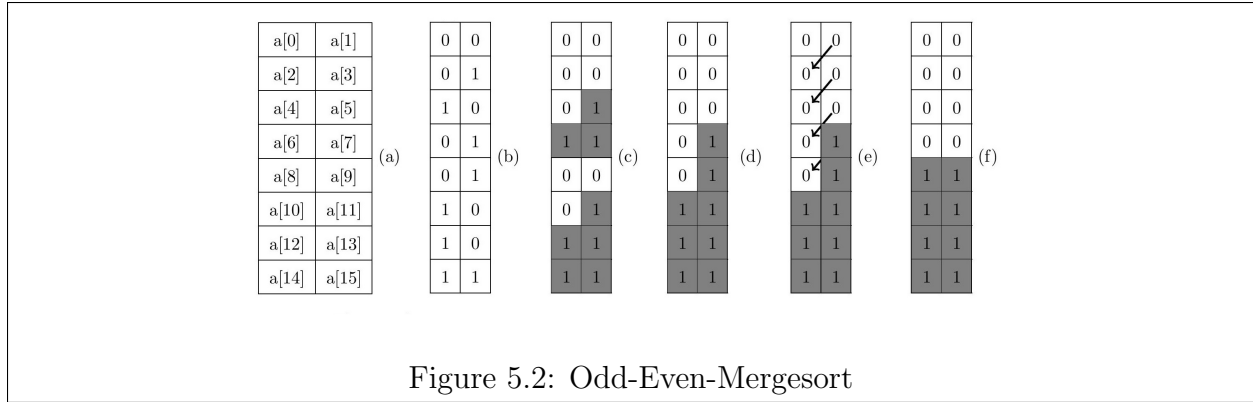 a[0] a[1] 0 0 0 0 0 0 0 0 0 0
a[2] a[3] 0 1 0 0 0 0 0 0 0 0
a[4] a[5] 1 0 0 1 0 0 0 0 0 0
a[6] a[7] 0 1 1 1 0 1 0 1 0 0
(a) (b) (c) (d) (e) (f)
a[8] a[9] 0 1 0 0 0 1 0 1 1 1
a[10] a[11] 1 0 0 1 1 1 1 1 1 1
a[12] a[13] 1 0 1 1 1 1 1 1 1 1
a[14] a[15] 1 1 1 1 1 1 1 1 1 1
Figure 5.2: Odd-Even-Mergesort